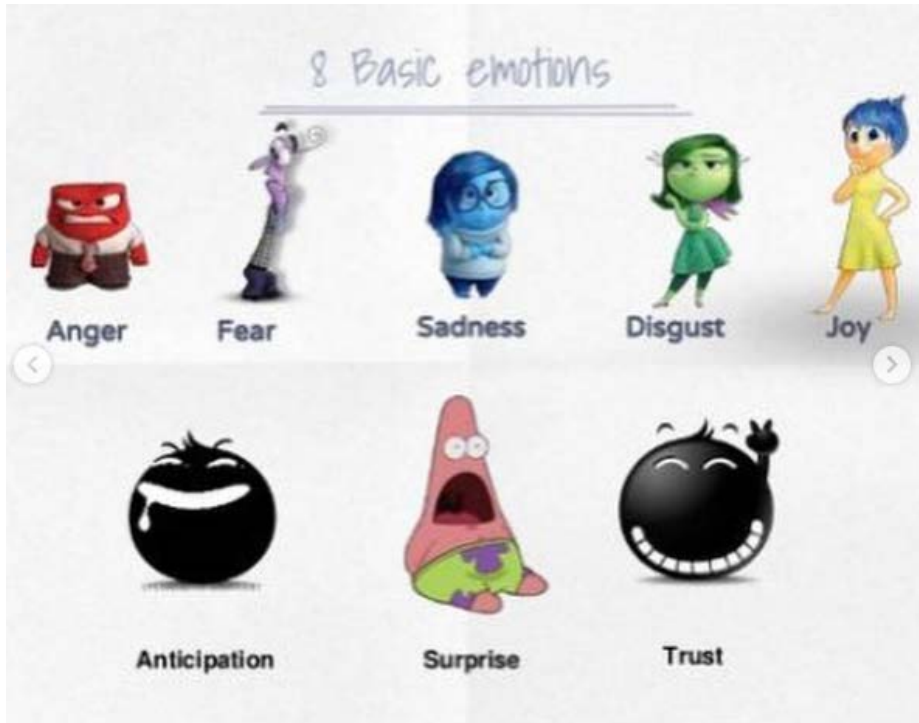 8 Basic emotions
Anger Fear Sadness Disgust Joy
Anticipation Surprise Trust